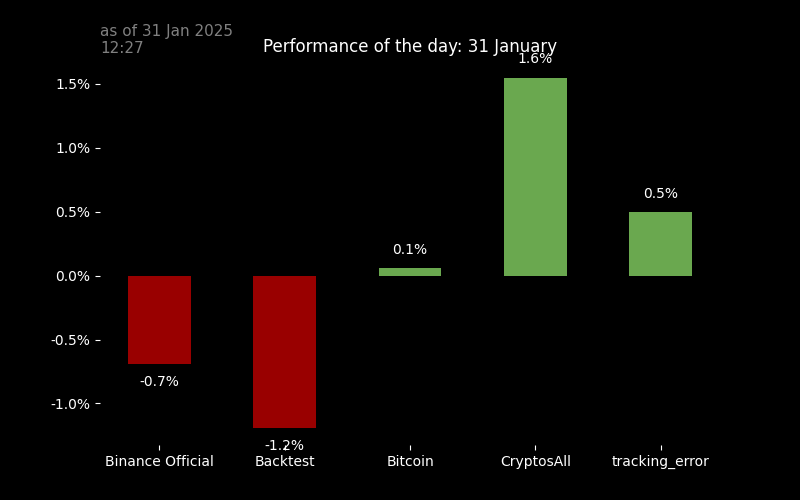 as of 31 Jan 2025
12:27
Performance of the day: 31 January
1.6%
1.5%
1.0%
0.5%
0.5%
0.1%
0.0%
-0.5%
-0.7%
-1.0%
-1.2%
Binance Official
Backtest
Bitcoin
CryptosAll
tracking_error